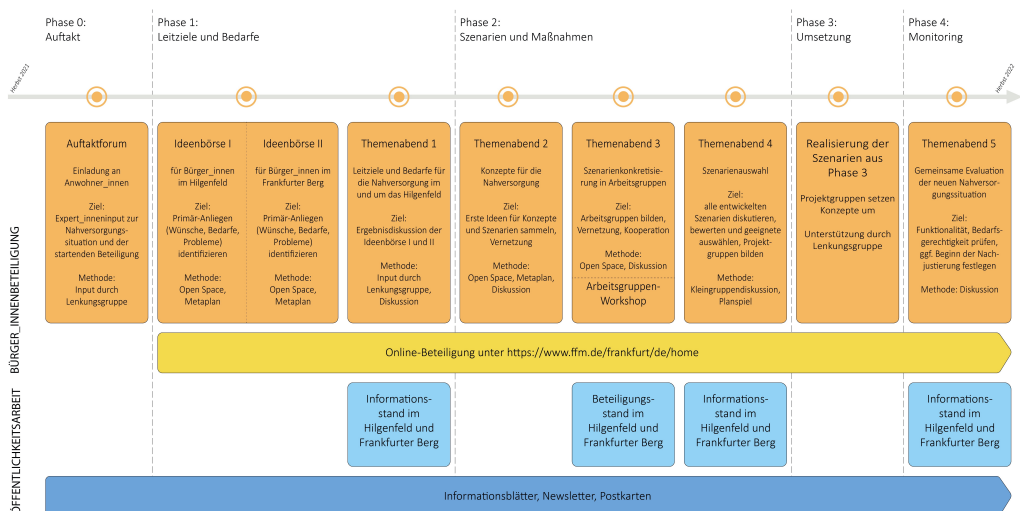 Phase 0:
Auftakt
Phase 1:
Leitziele und Bedarfe
Phase 2:
Szenarien und Maßnahmen
Phase 3:
Umsetzung
Phase 4:
Monitoring
Herbst 2021
Herbst 2022
BÜRGER_INNENBETEILIGUNG
Auftaktforum
Einladung an
Anwohner_innen
Ziel:
Expert_inneninput zur
Nahversorgungs-
situation und der
startenden Beteiligung
Methode:
Input durch
Lenkungsgruppe
Ideenbörse I
für Bürger_innen
im Hilgenfeld
Ziel:
Primär-Anliegen
(Wünsche, Bedarfe,
Probleme)
identifizieren
Methode:
Open Space,
Metaplan
Ideenbörse II
für Bürger_innen im
Frankfurter Berg
Ziel:
Primär-Anliegen
(Wünsche, Bedarfe,
Probleme)
identifizieren
Methode:
Open Space,
Metaplan
Themenabend 1
Leitziele und Bedarfe für
die Nahversorgung im
und um das Hilgenfeld
Ziel:
Ergebnisdiskussion der
Ideenbörse I und II
Methode:
Input durch
Lenkungsgruppe,
Diskussion
Themenabend 2
Konzepte für die
Nahversorgung
Ziel:
Erste Ideen für Konzepte
und Szenarien sammeln,
Vernetzung
Methode:
Open Space, Metaplan,
Diskussion
Themenabend 3
Szenarienkonkretisie-
rung in Arbeitsgruppen
Ziel:
Arbeitsgruppen bilden,
Vernetzung, Kooperation
Methode:
Open Space, Diskussion
Arbeitsgruppen-
Workshop
Themenabend 4
Szenarienauswahl
Ziel:
alle entwickelten
Szenarien diskutieren,
bewerten und geeignete
auswählen, Projekt-
gruppen bilden
Methode:
Kleingruppendiskussion,
Planspiel
Realisierung der
Szenarien aus
Phase 3
Projektgruppen setzen
Konzepte um
Unterstützung durch
Lenkungsgruppe
Themenabend 5
Gemeinsame Evaluation
der neuen Nahversor-
gungssituation
Ziel:
Funktionalität, Bedarfs-
gerechtigkeit prüfen,
ggf. Beginn der Nach-
justierung festlegen
Methode: Diskussion
Online-Beteiligung unter https://www.ffm.de/frankfurt/de/home
ÖFFENTLICHKEITSARBEIT
Informations-
stand im
Hilgenfeld und
Frankfurter Berg
Beteiligungs-
stand im
Hilgenfeld und
Frankfurter Berg
Informations-
stand im
Hilgenfeld und
Frankfurter Berg
Informations-
stand im
Hilgenfeld und
Frankfurter Berg
Informationsblätter, Newsletter, Postkarten